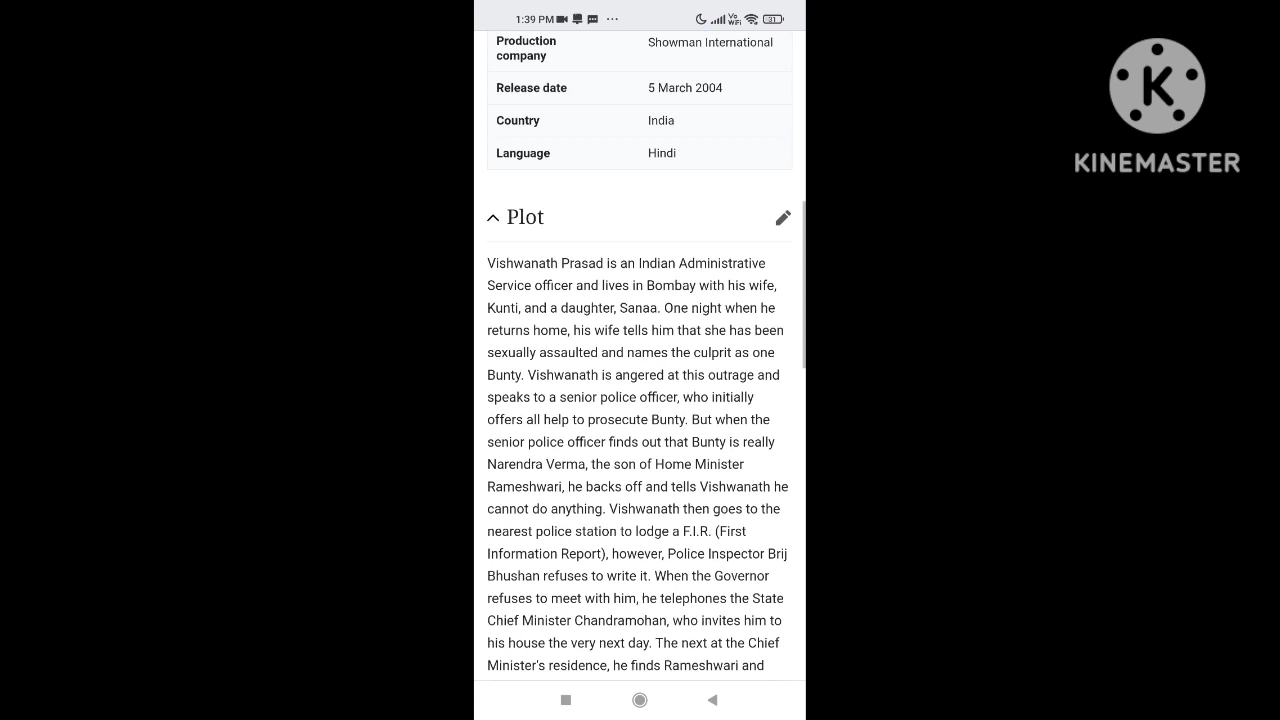 1:39 PM
Vo
WiFi
31
Production
company
Showman International
Release date
5 March 2004
Country
India
Language
Hindi
Plot
Vishwanath Prasad is an Indian Administrative
Service officer and lives in Bombay with his wife,
Kunti, and a daughter, Sanaa. One night when he
returns home, his wife tells him that she has been
sexually assaulted and names the culprit as one
Bunty. Vishwanath is angered at this outrage and
speaks to a senior police officer, who initially
offers all help to prosecute Bunty. But when the
senior police officer finds out that Bunty is really
Narendra Verma, the son of Home Minister
Rameshwari, he backs off and tells Vishwanath he
cannot do anything. Vishwanath then goes to the
nearest police station to lodge a F.I.R. (First
Information Report), however, Police Inspector Brij
Bhushan refuses to write it. When the Governor
refuses to meet with him, he telephones the State
Chief Minister Chandramohan, who invites him to
his house the very next day. The next at the Chief
Minister's residence, he finds Rameshwari and
K
KINEMASTER